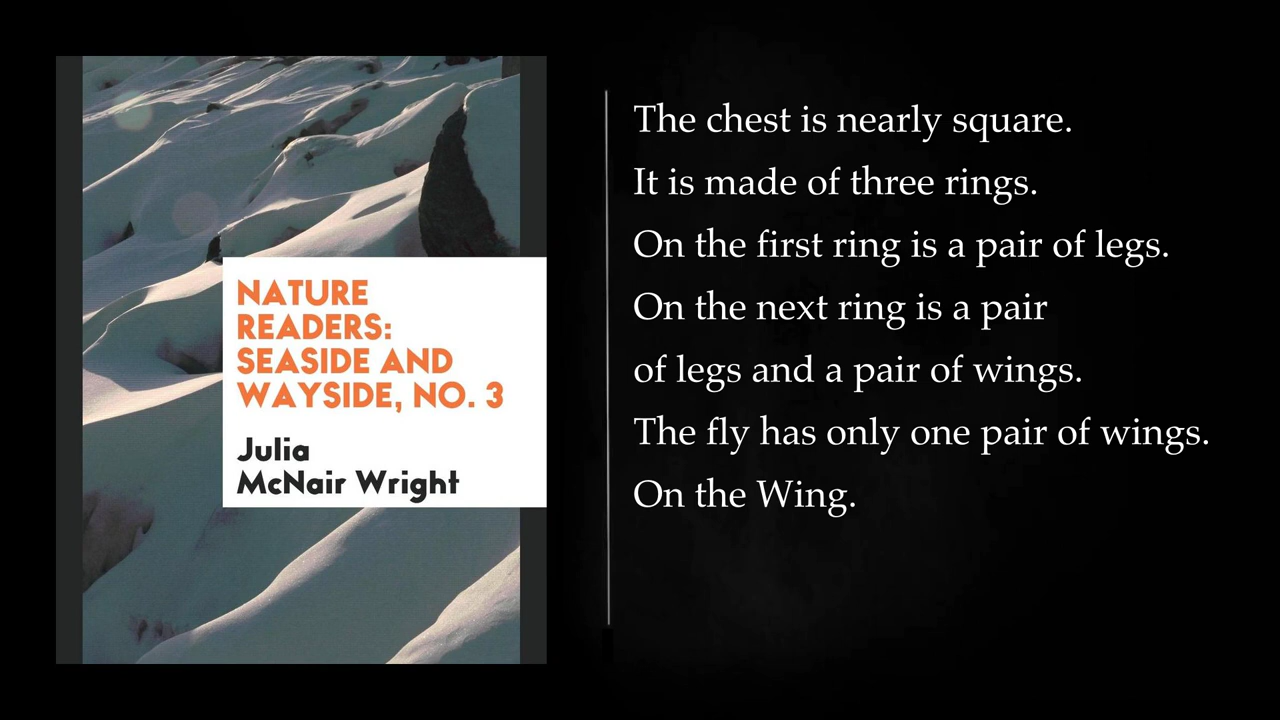 NATURE
READERS:
SEASIDE AND
WAYSIDE, NO. 3
Julia
McNair Wright
The chest is nearly square.
It is made of three rings.
On the first ring is a pair of legs.
On the next ring is a pair
of legs and a pair of wings.
The fly has only one pair of wings.
On the Wing.